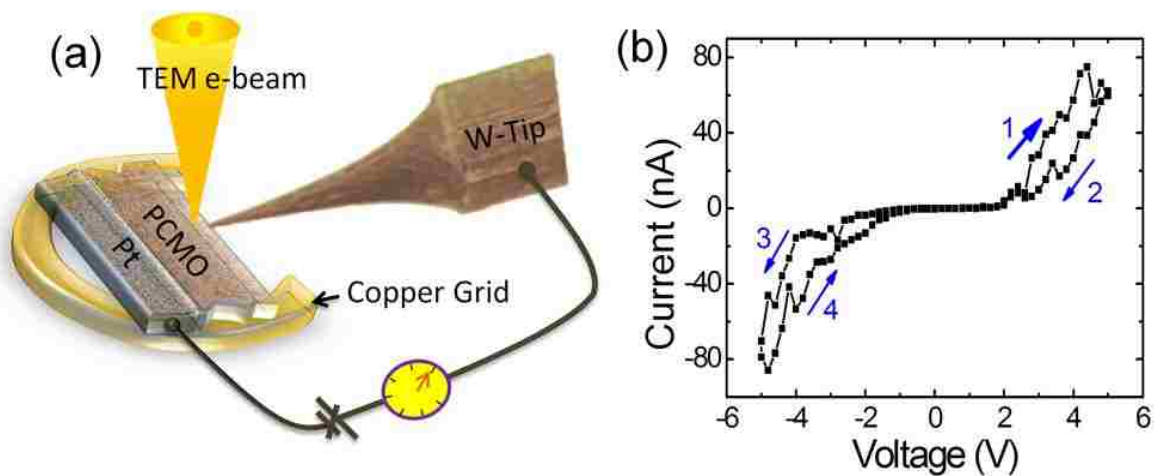 (a)
TEM e-beam
W-Tip
PCMO
Pt
Copper Grid
(b)
Current (nA)
80
40
0
-40
-80
1
2
3
4
-6
-4
-2
0
2
4
6
Voltage (V)